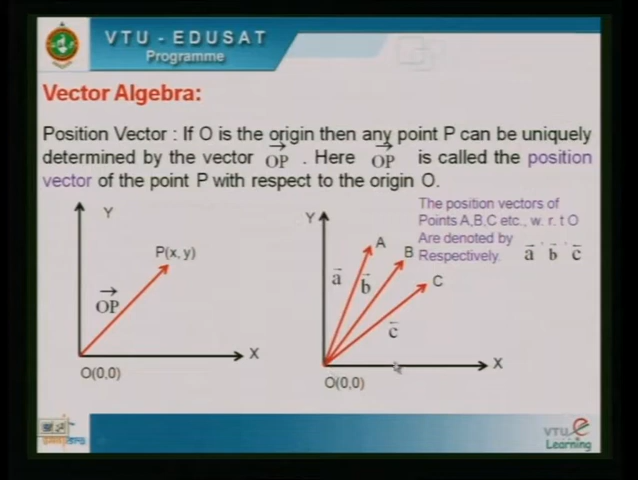 VTU - EDUSAT
Programme
Vector Algebra:
Position Vector : If O is the origin then any point P can be uniquely
determined by the vector OP⃗ . Here OP⃗ is called the position
vector of the point P with respect to the origin O.
The position vectors of
Points A,B,C etc., w. r. t O
Are denoted by
Respectively. a̅ ' b̅ ' c̅
Y
P(x, y)
OP⃗
X
O(0,0)
Y
A
B
C
a̅
b̅
c̅
X
O(0,0)
VTU e
Learning